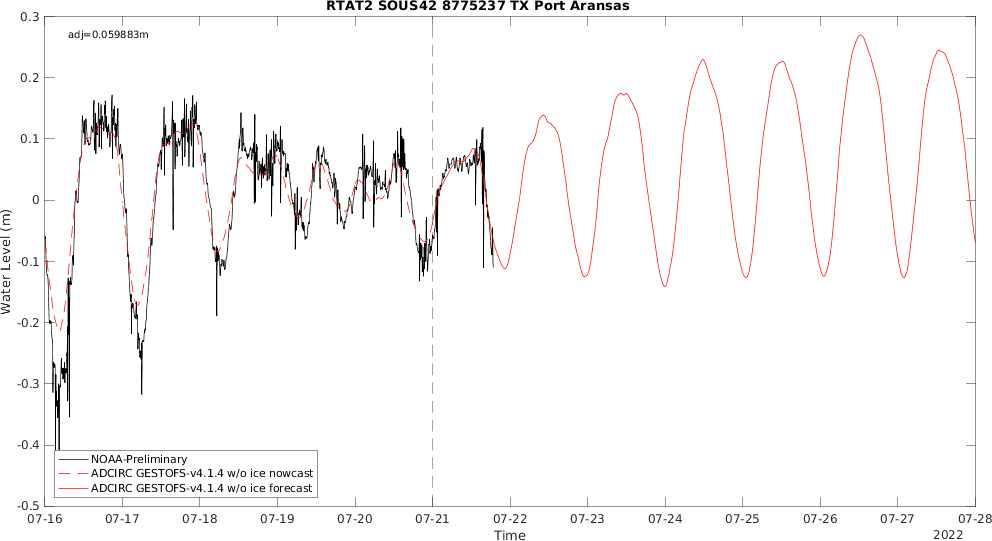 RTAT2 SOUS42 8775237 TX Port Aransas
adj=0.059883m
Water Level (m)
0.3
0.2
0.1
0
-0.1
-0.2
-0.3
-0.4
-0.5
NOAA-Preliminary
ADCIRC GESTOFS-v4.1.4 w/o ice nowcast
ADCIRC GESTOFS-v4.1.4 w/o ice forecast
07-16 07-17 07-18 07-19 07-20 07-21 07-22 07-23 07-24 07-25 07-26 07-27 07-28
Time
2022